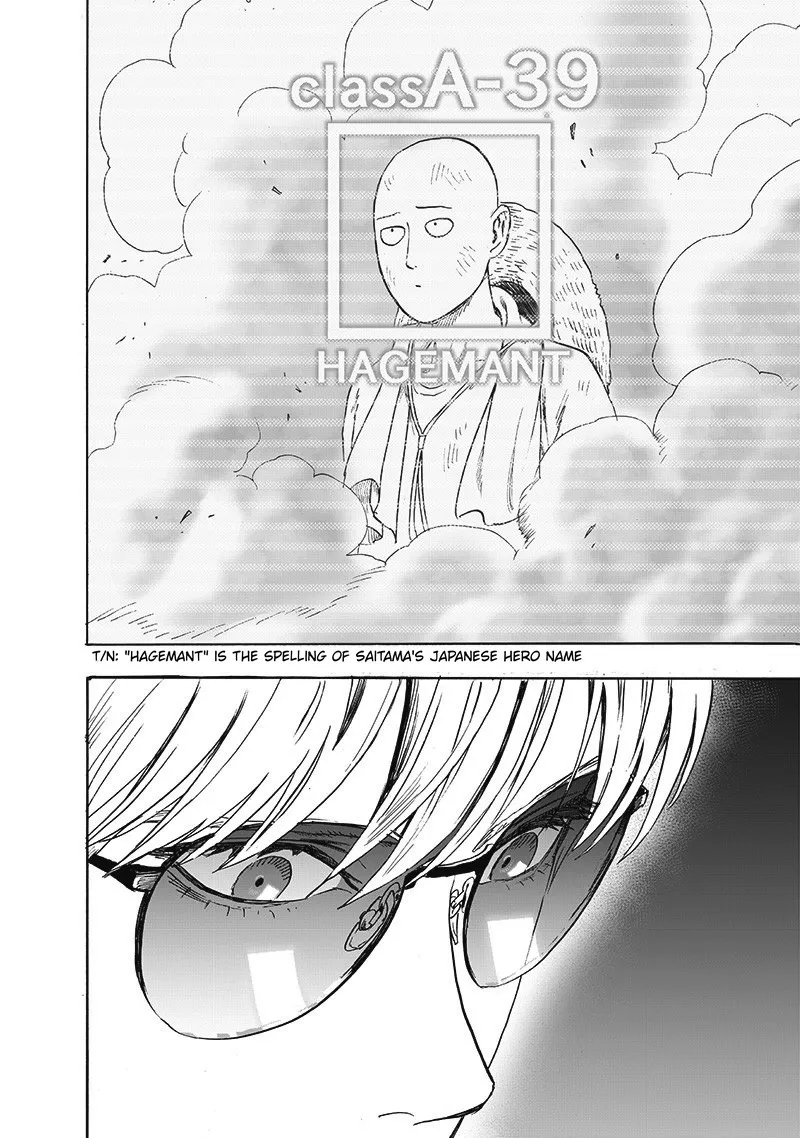 classA-39
HAGEMANT
T/N: "HAGEMANT" IS THE SPELLING OF SAITAMA'S JAPANESE HERO NAME